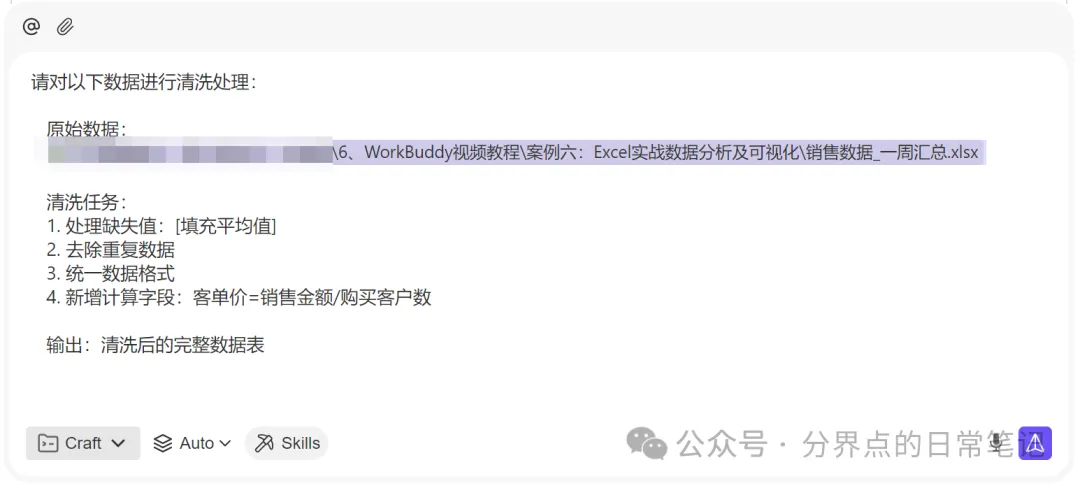 @
请对以下数据进行清洗处理：
原始数据：
\6、WorkBuddy视频教程\案例六：Excel实战数据分析及可视化\销售数据_一周汇总.xlsx
清洗任务：
1. 处理缺失值：[填充平均值]
2. 去除重复数据
3. 统一数据格式
4. 新增计算字段：客单价=销售金额/购买客户数
输出：清洗后的完整数据表
Craft Auto Skills
公众号 · 分界点的日常笔记